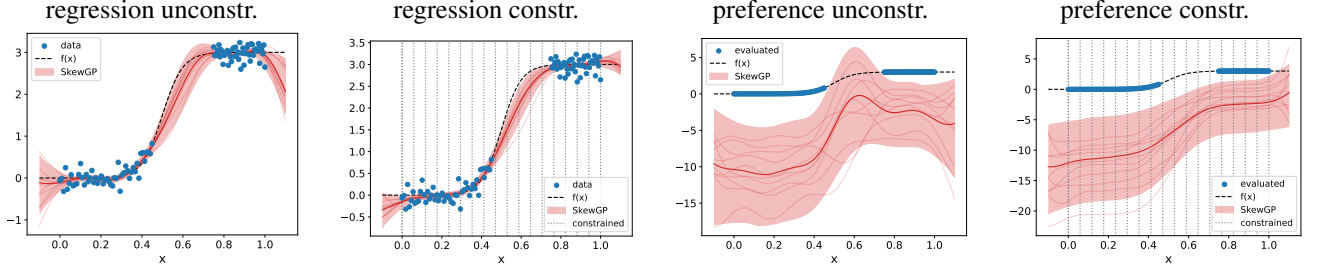 regression unconstr.
regression constr.
preference unconstr.
preference constr.
3
2
1
0
−1
data
f(x)
SkewGP
0.0 0.2 0.4 0.6 0.8 1.0
x
3.5
3.0
2.5
2.0
1.5
1.0
0.5
0.0
−0.5
data
f(x)
SkewGP
constrained
0.0 0.2 0.4 0.6 0.8 1.0
x
5
0
−5
−10
−15
evaluated
f(x)
SkewGP
0.0 0.2 0.4 0.6 0.8 1.0
x
5
0
−5
−10
−15
−20
evaluated
f(x)
SkewGP
constrained
0.0 0.2 0.4 0.6 0.8 1.0
x